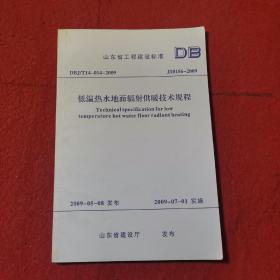 山东省工程建设标准 DB
DBJ/T14-054-2009 J10186-2009
低温热水地面辐射供暖技术规程
Technical specification for low
temperature hot water floor radiant heating
2009-05-08 发布 2009-07-01 实施
山东省建设厅 发布